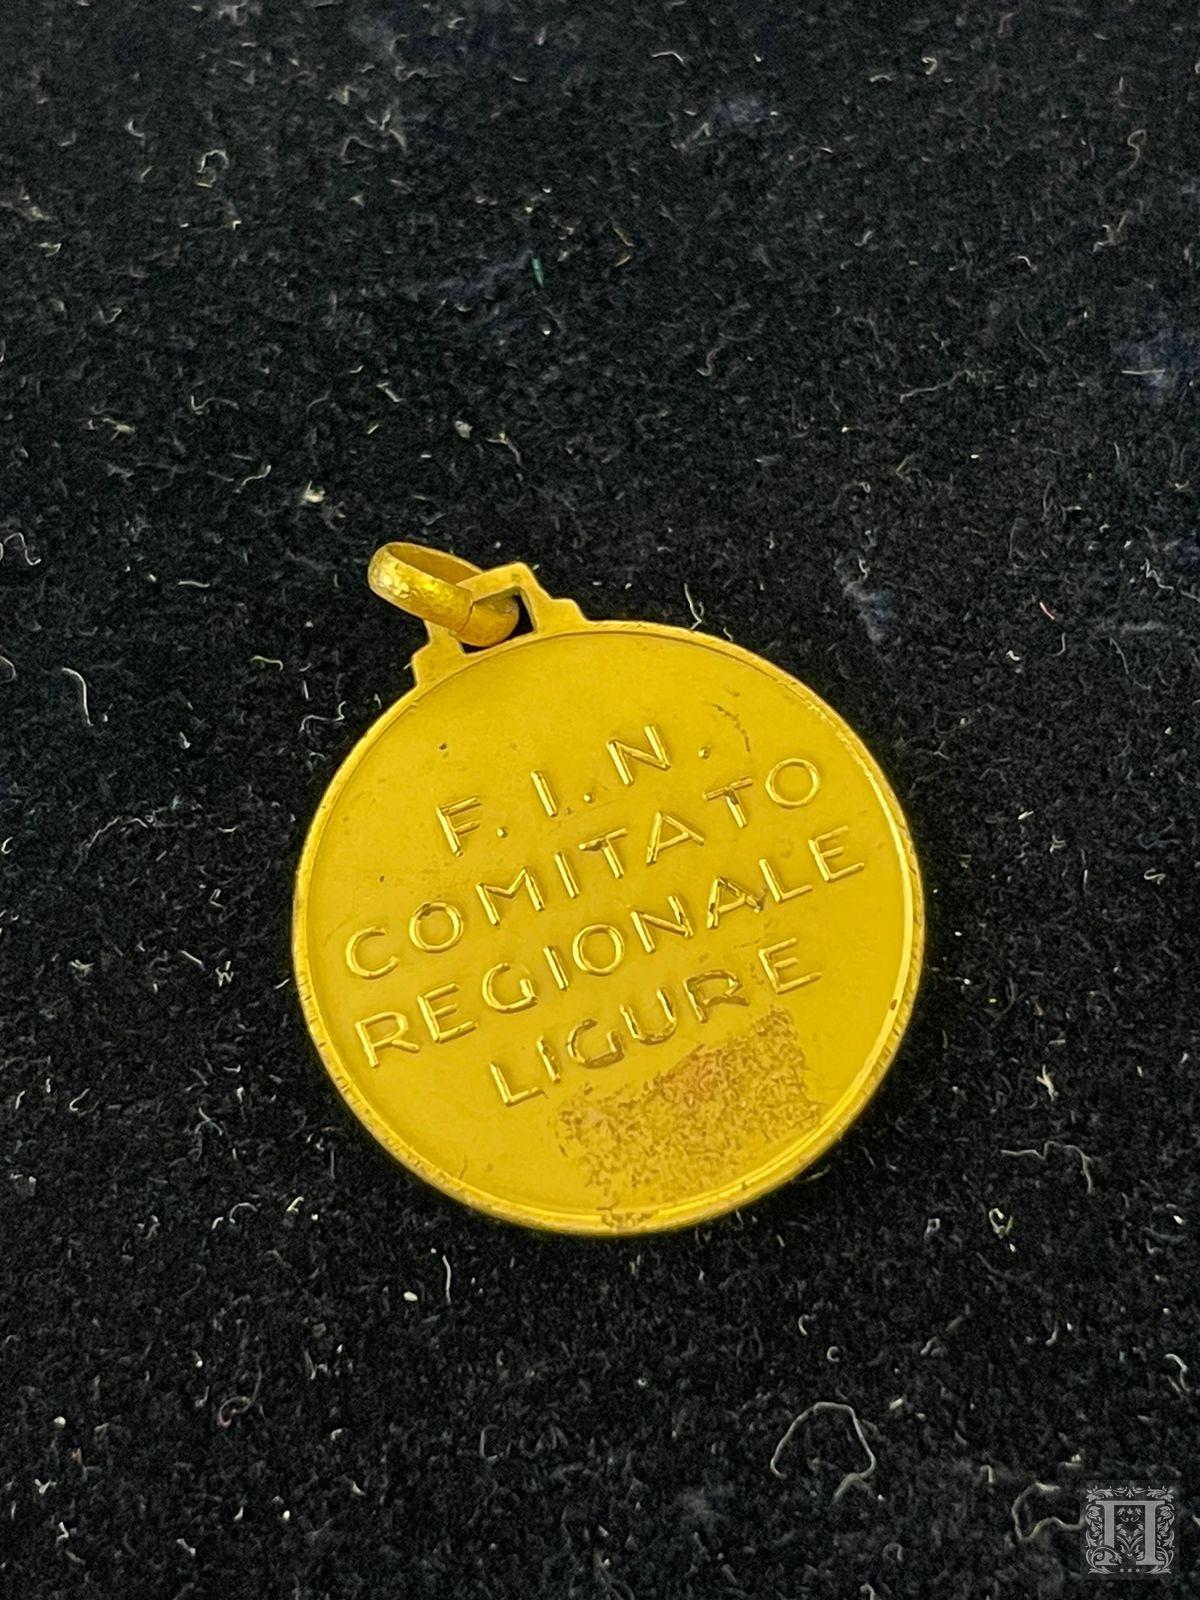 F. I. N.
COMITATO
REGIONALE
LIGURE
П